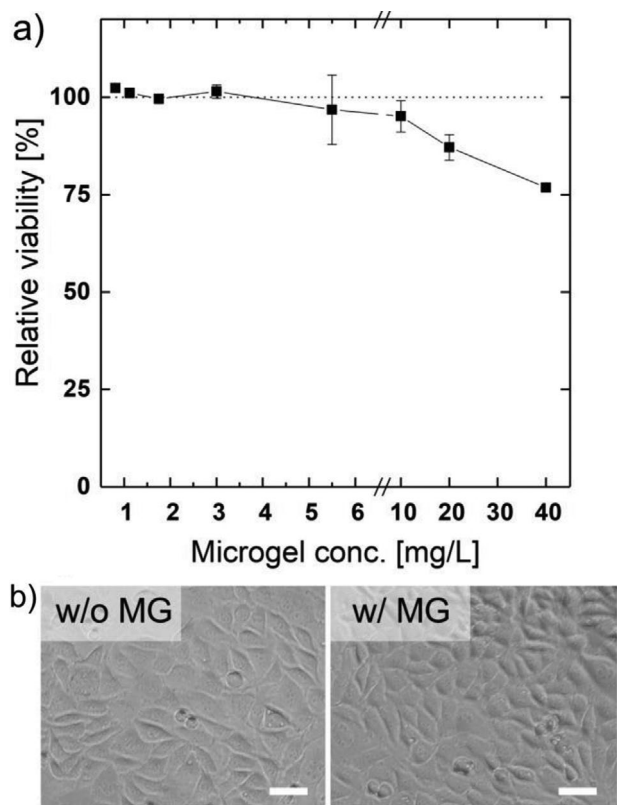 a)
Relative viability [%]
100
75
50
25
0
1 2 3 4 5 6 10 20 30 40
Microgel conc. [mg/L]
b)
w/o MG
w/ MG